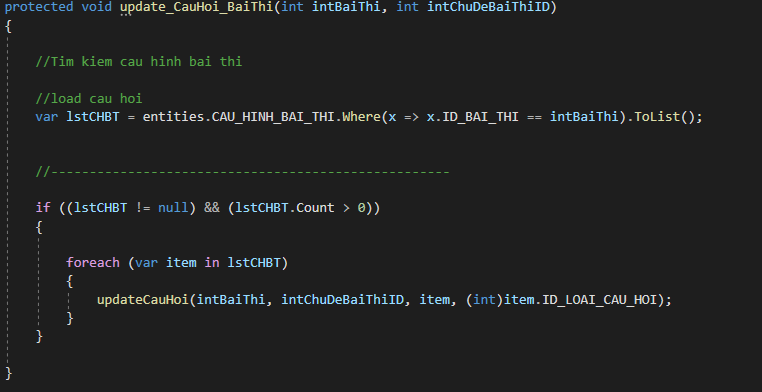 protected void update_CauHoi_BaiThi(int intBaiThi, int intChuDeBaiThiID)
{
//Tim kiem cau hinh bai thi
//load cau hoi
var lstCHBT = entities.CAU_HINH_BAI_THI.Where(x => x.ID_BAI_THI == intBaiThi).ToList();
//----------------------------------------------------
if ((lstCHBT != null) && (lstCHBT.Count > 0))
{
foreach (var item in lstCHBT)
{
updateCauHoi(intBaiThi, intChuDeBaiThiID, item, (int)item.ID_LOAI_CAU_HOI);
}
}
}